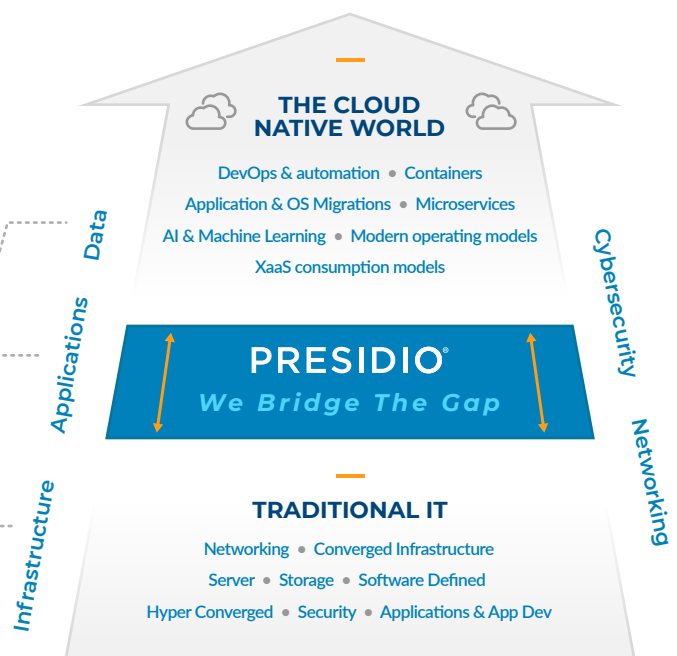 THE CLOUD
NATIVE WORLD
DevOps & automation • Containers
Application & OS Migrations • Microservices
AI & Machine Learning • Modern operating models
XaaS consumption models
Data
Applications
Infrastructure
Cybersecurity
Networking
PRESIDIO®
We Bridge The Gap
TRADITIONAL IT
Networking • Converged Infrastructure
Server • Storage • Software Defined
Hyper Converged • Security • Applications & App Dev